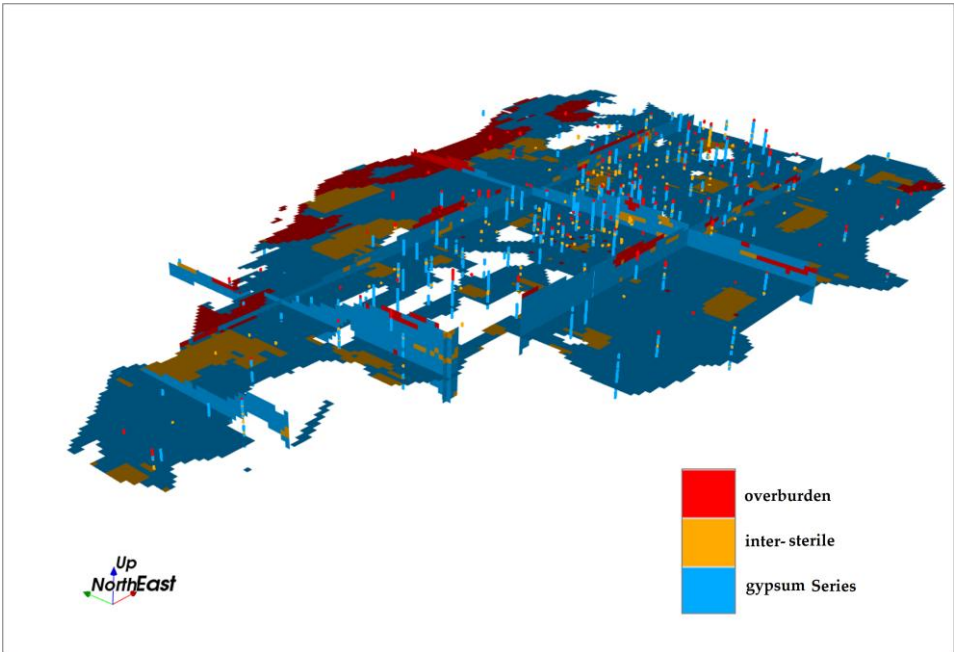 overburden
inter- sterile
gypsum Series
Up
NorthEast